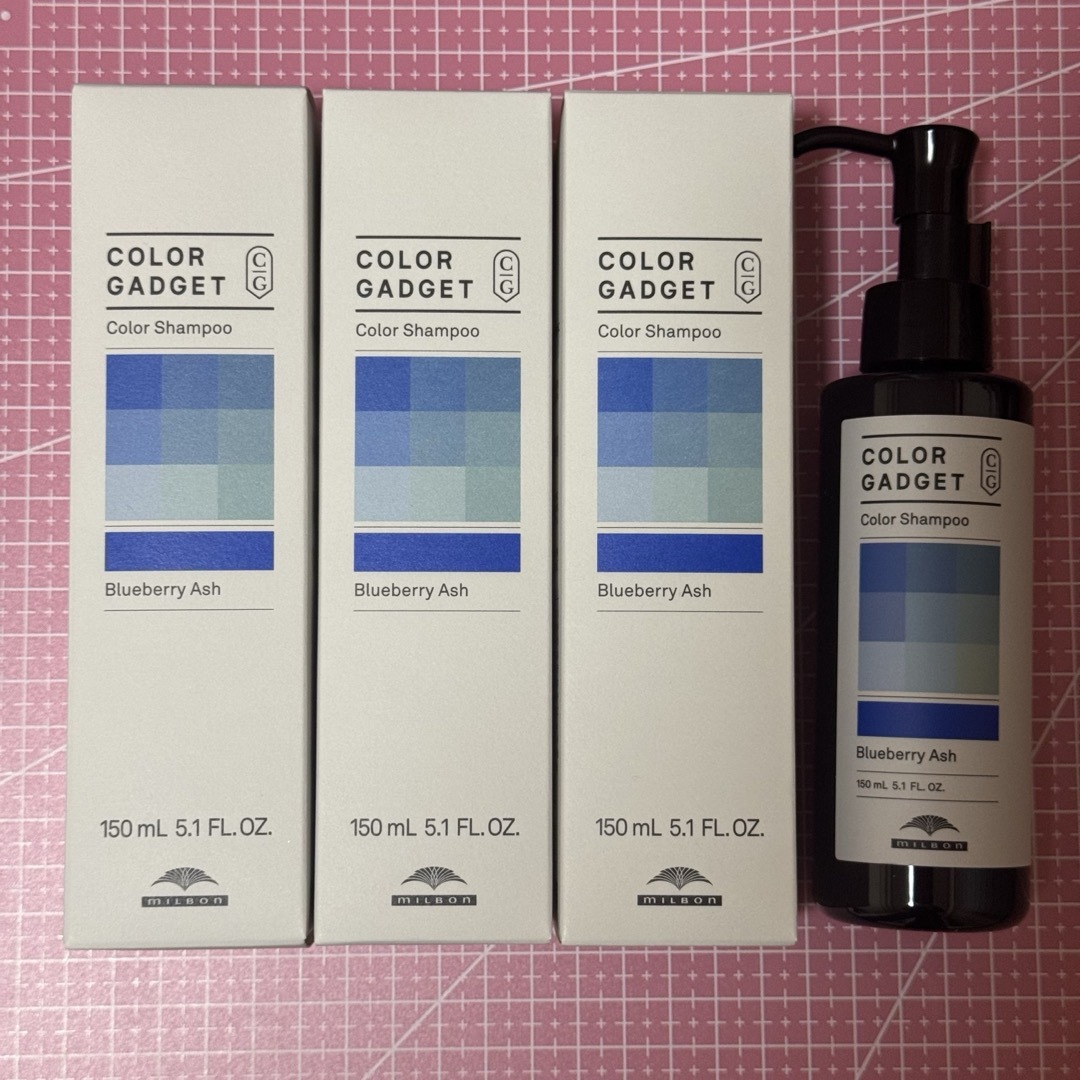 COLOR
GADGET
C
G
Color Shampoo
Blueberry Ash
150 mL 5.1 FL. OZ.
MILBON
COLOR
GADGET
C
G
Color Shampoo
Blueberry Ash
150 mL 5.1 FL. OZ.
MILBON
COLOR
GADGET
C
G
Color Shampoo
Blueberry Ash
150 mL 5.1 FL. OZ.
MILBON
COLOR
GADGET
C
G
Color Shampoo
Blueberry Ash
150 mL 5.1 FL. OZ.
MILBON